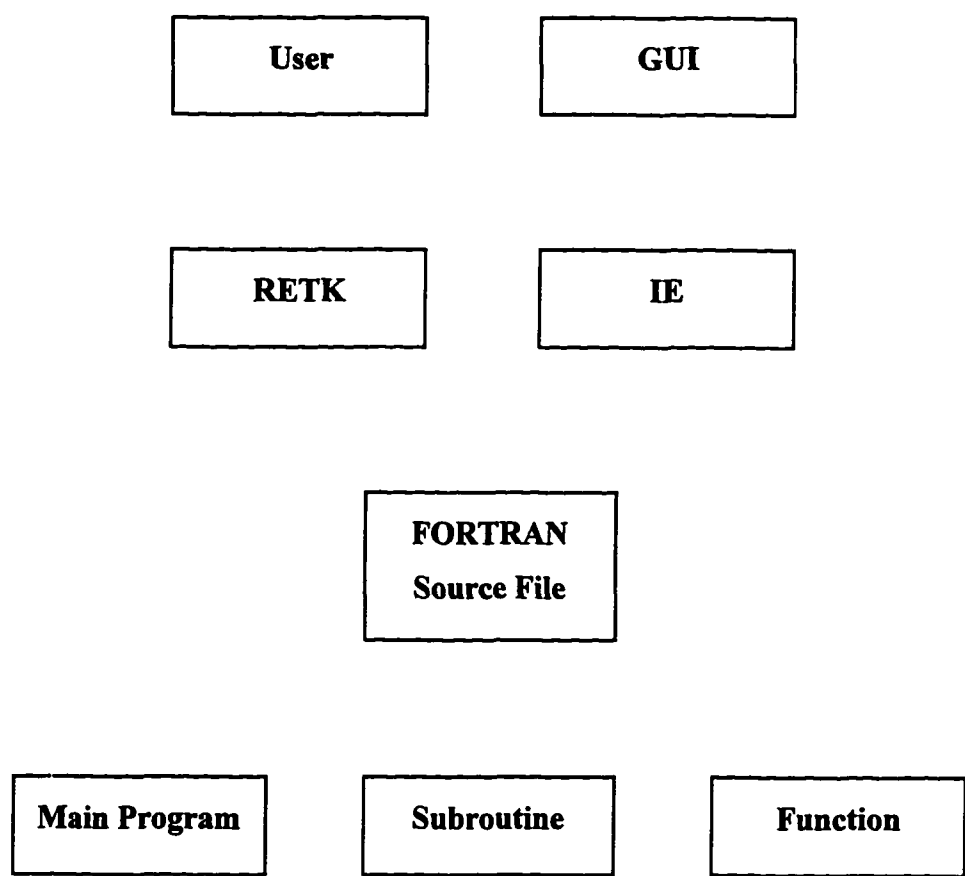 User
GUI
RETK
IE
FORTRAN
Source File
Main Program
Subroutine
Function